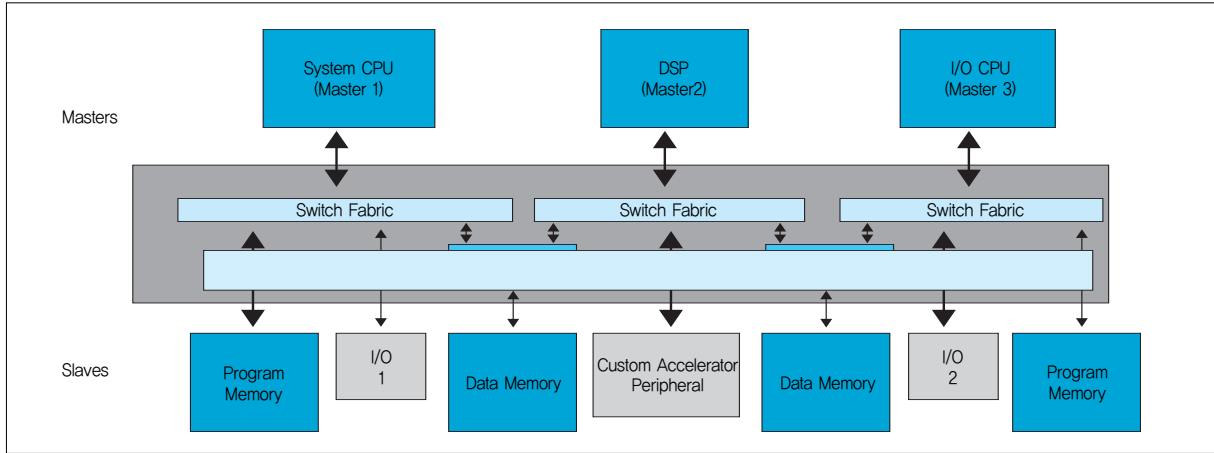 System CPU
(Master 1)
DSP
(Master2)
I/O CPU
(Master 3)
Masters
Switch Fabric
Switch Fabric
Switch Fabric
Slaves
Program
Memory
I/O
1
Data Memory
Custom Accelerator
Peripheral
Data Memory
I/O
2
Program
Memory